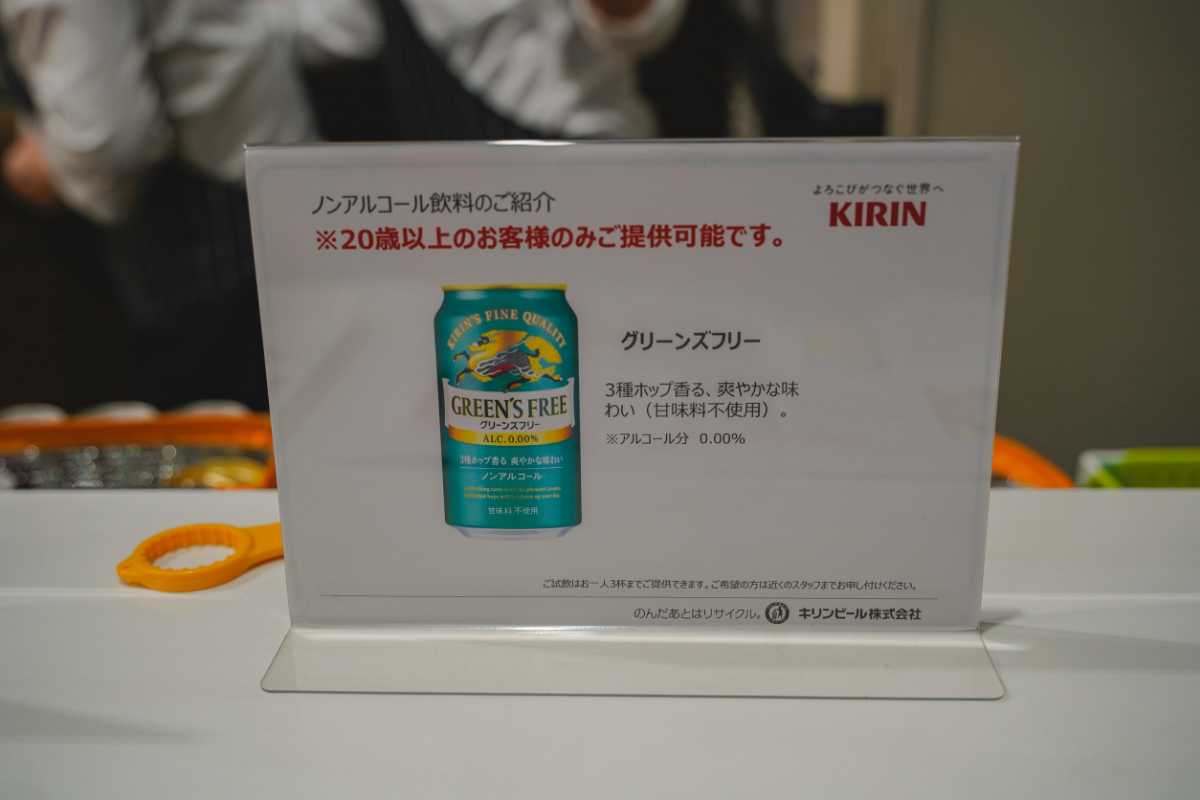 ノンアルコール飲料のご紹介
※20歳以上のお客様のみご提供可能です。
よろこびがつなぐ世界へ
KIRIN
KIRIN'S FINE QUALITY
GREEN'S FREE
グリーンズフリー
ALC. 0.00%
3種ホップ香る 爽やかな味わい
ノンアルコール
甘味料 不使用
グリーンズフリー
3種ホップ香る、爽やかな味
わい（甘味料不使用）。
※アルコール分 0.00%
ご試飲はお一人3杯までご提供できます。ご希望の方は近くのスタッフまでお申し付けください。
のんだあとはリサイクル。 キリンビール株式会社